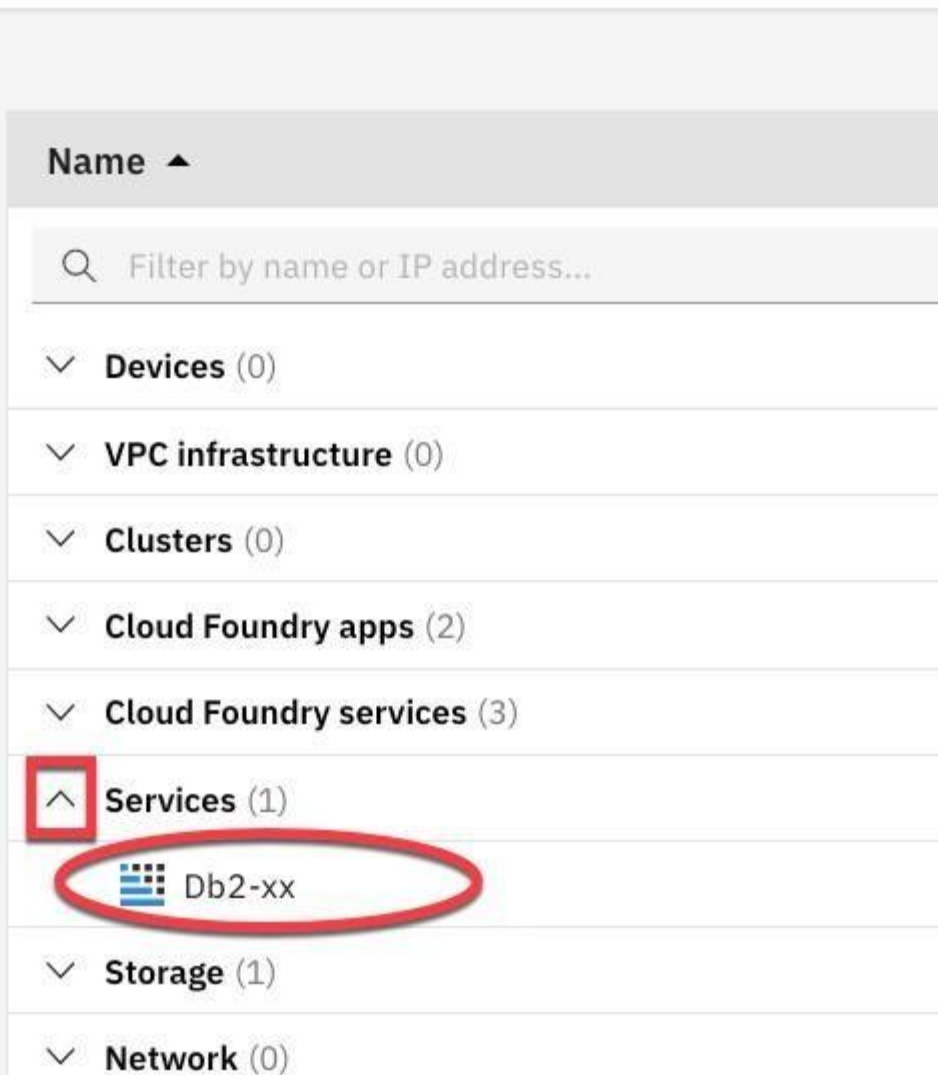 Name
Filter by name or IP address...
Devices (0)
VPC infrastructure (0)
Clusters (0)
Cloud Foundry apps (2)
Cloud Foundry services (3)
Services (1)
Db2-xx
Storage (1)
Network (0)